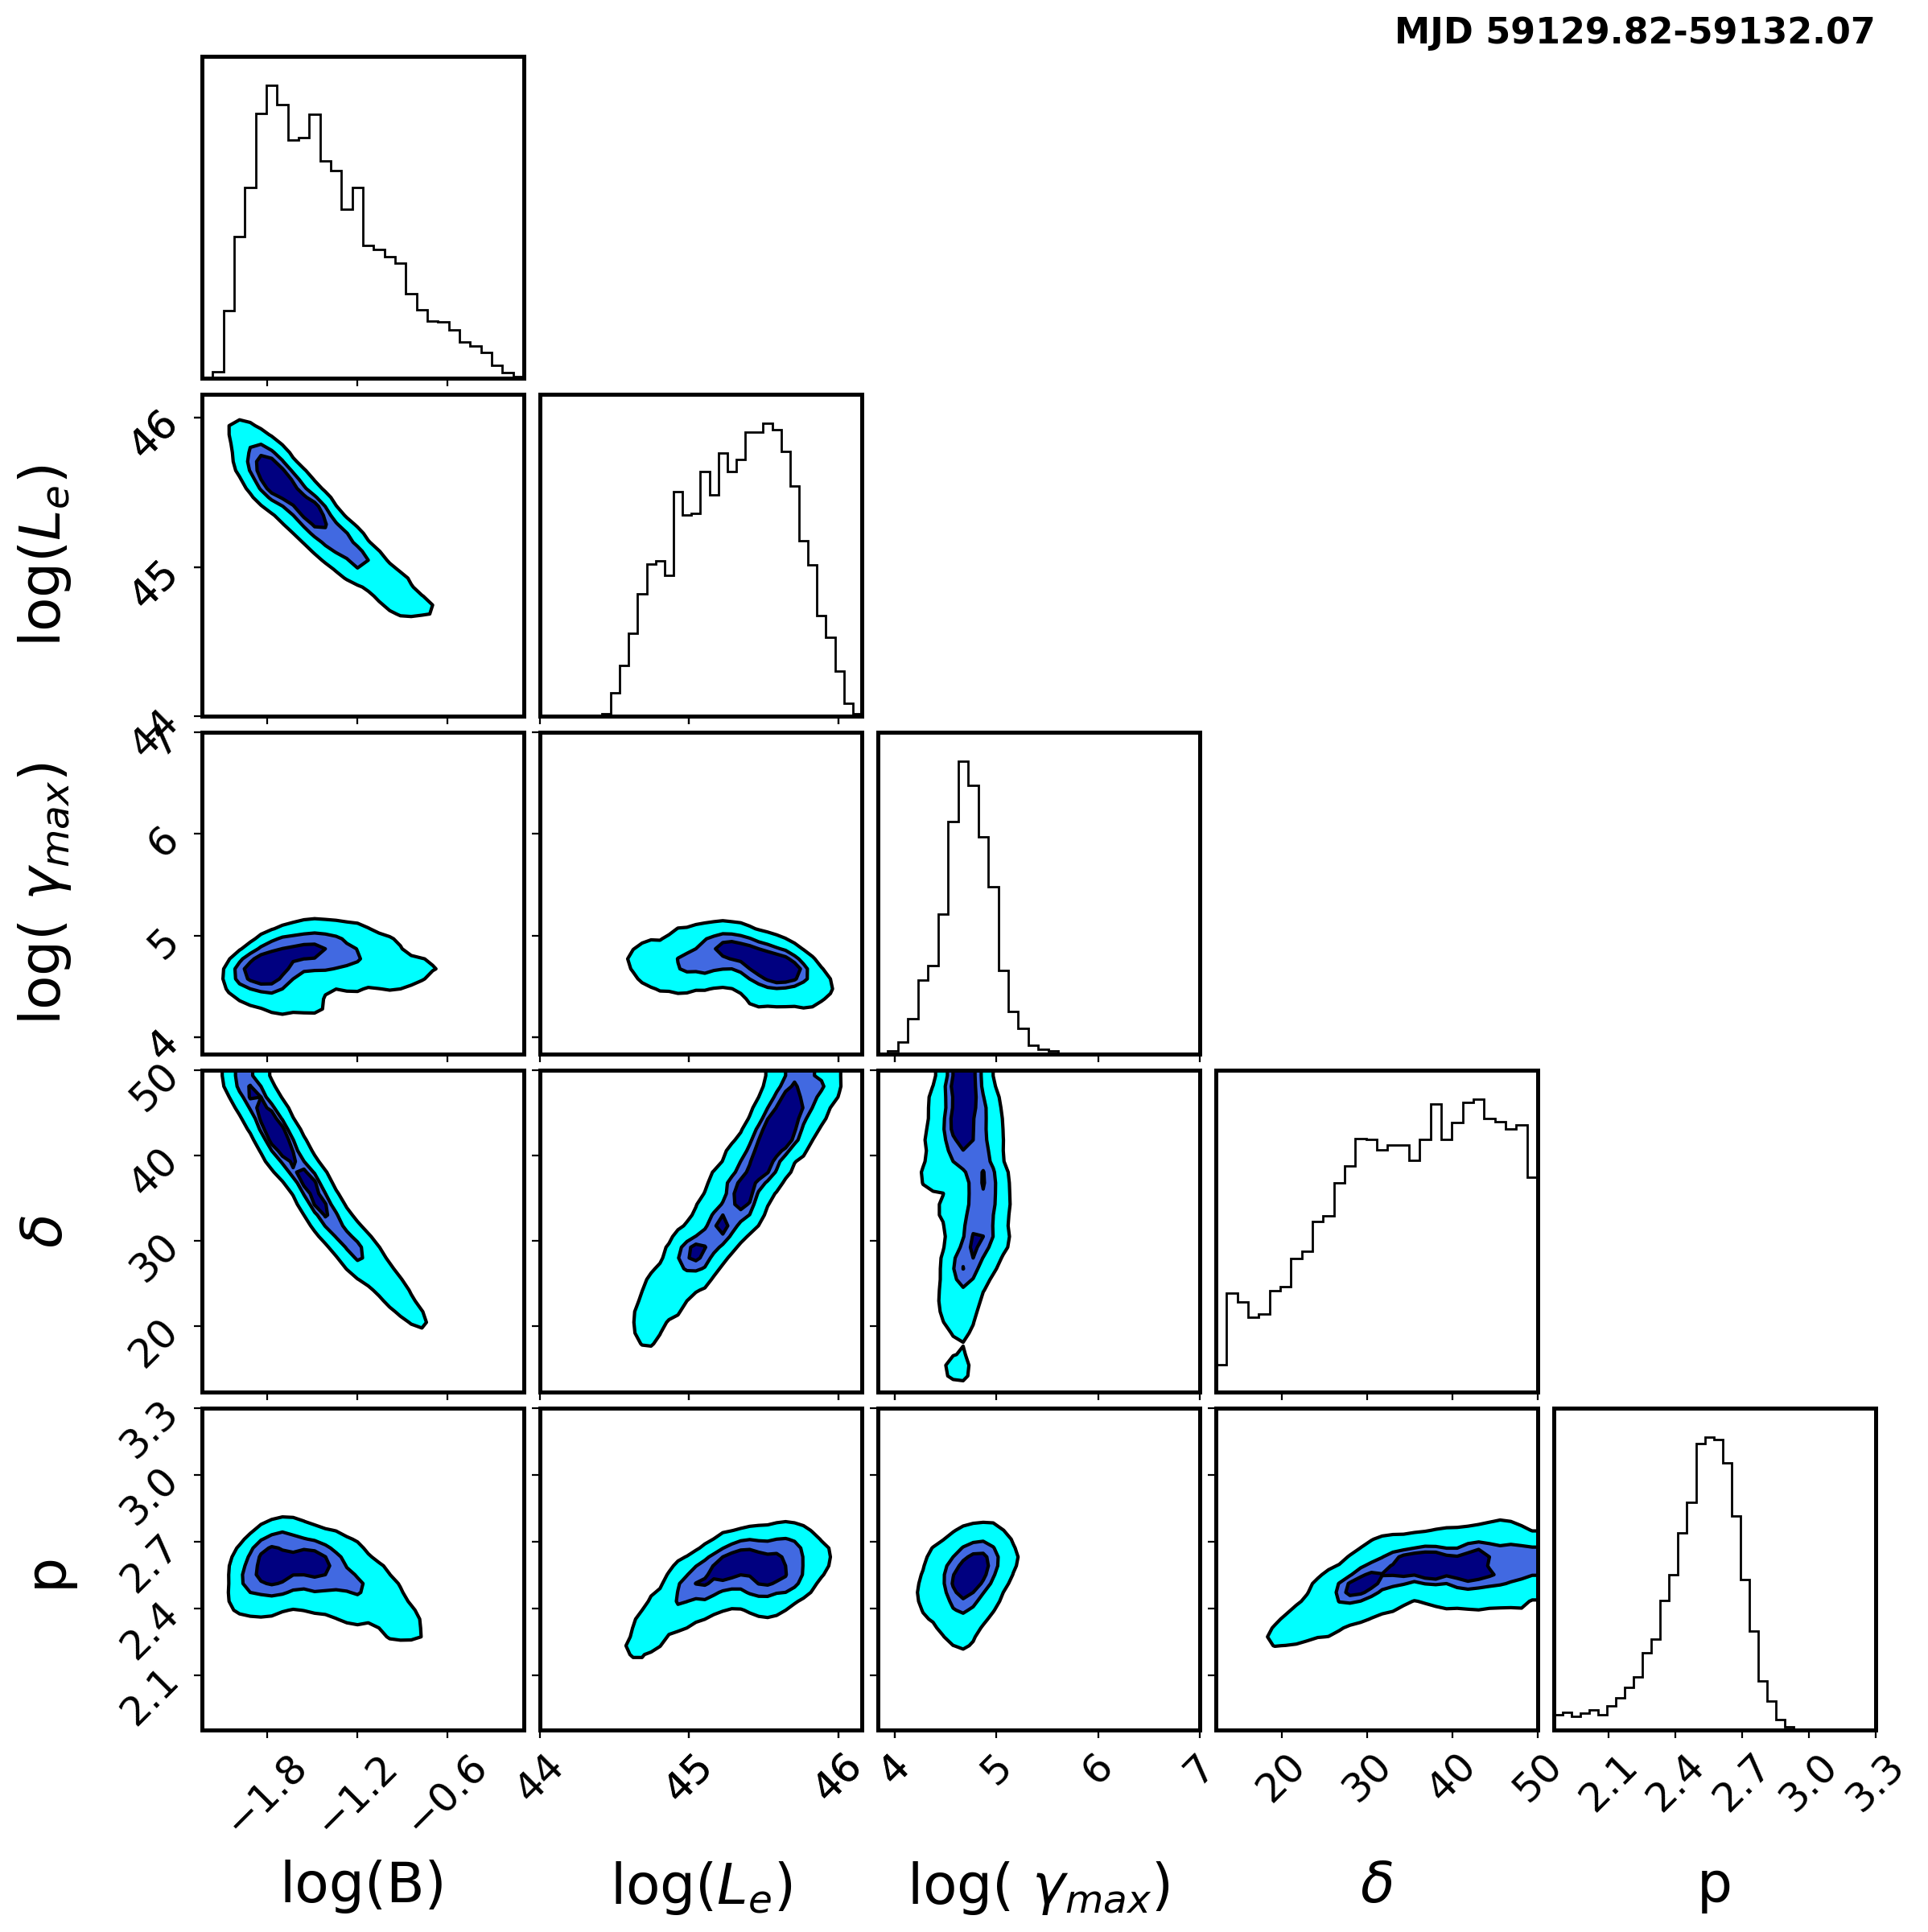 MJD 59129.82-59132.07
log(Lₑ)
46
45
44
log( γₘₐₓ)
7
6
5
4
δ
50
40
30
20
p
3.3
3.0
2.7
2.4
2.1
−1.8 −1.2 −0.6 44 45 46 4 5 6 7 20 30 40 50 2.1 2.4 2.7 3.0 3.3
log(B) log(Lₑ) log( γₘₐₓ) δ p